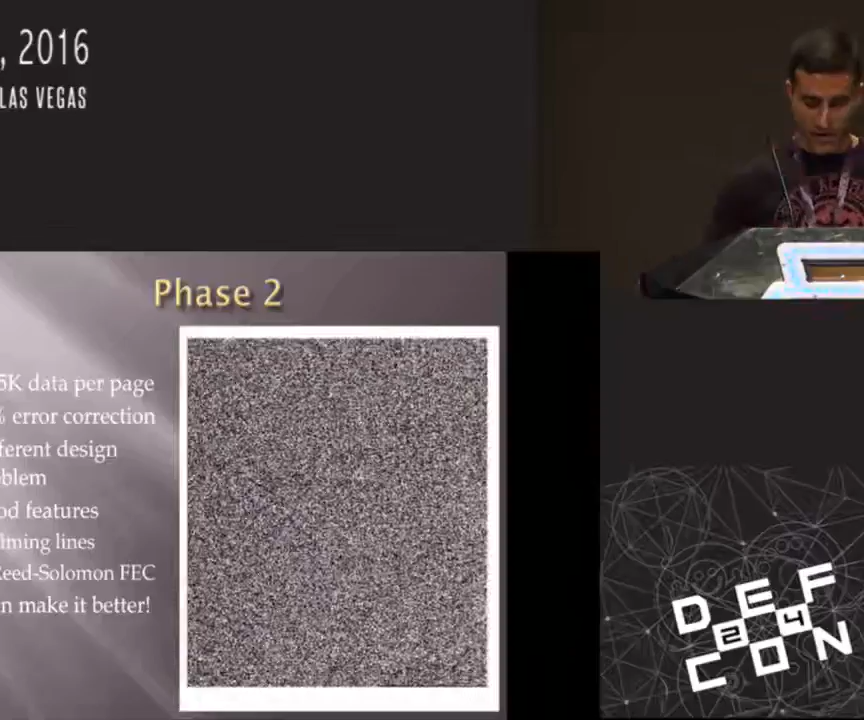 , 2016
LAS VEGAS
Phase 2
5K data per page
% error correction
ferent design
blem
od features
lming lines
Reed-Solomon FEC
n make it better!
DEF
24
CON